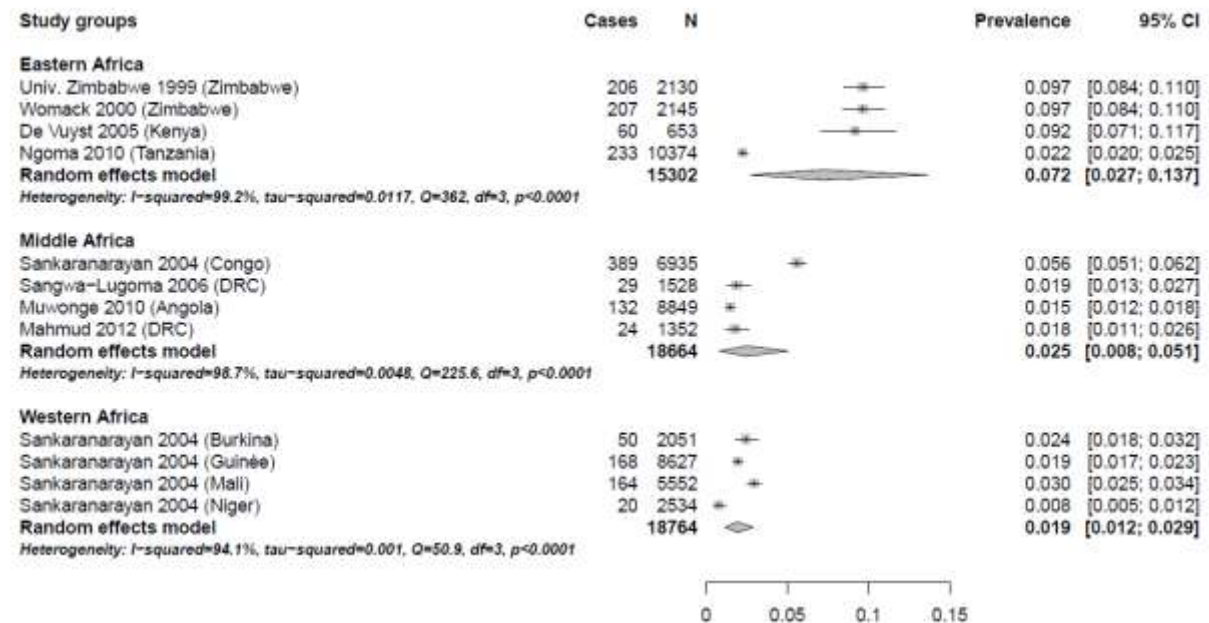 Study groups Cases N Prevalence 95% CI
Eastern Africa
Univ. Zimbabwe 1999 (Zimbabwe) 206 2130 0.097 [0.084; 0.110]
Womack 2000 (Zimbabwe) 207 2145 0.097 [0.084; 0.110]
De Vuyst 2005 (Kenya) 60 653 0.092 [0.071; 0.117]
Ngoma 2010 (Tanzania) 233 10374 0.022 [0.020; 0.025]
Random effects model 15302 0.072 [0.027; 0.137]
Heterogeneity: I-squared=99.2%, tau-squared=0.0117, Q=362, df=3, p<0.0001
Middle Africa
Sankaranarayan 2004 (Congo) 389 6935 0.056 [0.051; 0.062]
Sangwa-Lugoma 2006 (DRC) 29 1528 0.019 [0.013; 0.027]
Muwonge 2010 (Angola) 132 8849 0.015 [0.012; 0.018]
Mahmud 2012 (DRC) 24 1352 0.018 [0.011; 0.026]
Random effects model 18664 0.025 [0.008; 0.051]
Heterogeneity: I-squared=98.7%, tau-squared=0.0048, Q=225.6, df=3, p<0.0001
Western Africa
Sankaranarayan 2004 (Burkina) 50 2051 0.024 [0.018; 0.032]
Sankaranarayan 2004 (Guinée) 168 8627 0.019 [0.017; 0.023]
Sankaranarayan 2004 (Mali) 164 5552 0.030 [0.025; 0.034]
Sankaranarayan 2004 (Niger) 20 2534 0.008 [0.005; 0.012]
Random effects model 18764 0.019 [0.012; 0.029]
Heterogeneity: I-squared=94.1%, tau-squared=0.001, Q=50.9, df=3, p<0.0001
0 0.05 0.1 0.15